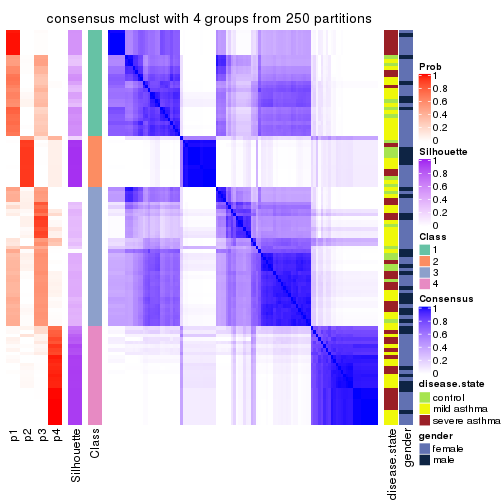 consensus mclust with 4 groups from 250 partitions
Prob
1
0.8
0.6
0.4
0.2
0
Silhouette
1
0.8
0.6
0.4
0.2
0
Class
1
2
3
4
Consensus
1
0.8
0.6
0.4
0.2
0
disease.state
control
mild asthma
severe asthma
gender
female
male
p1
p2
p3
p4
Silhouette
Class
disease.state
gender